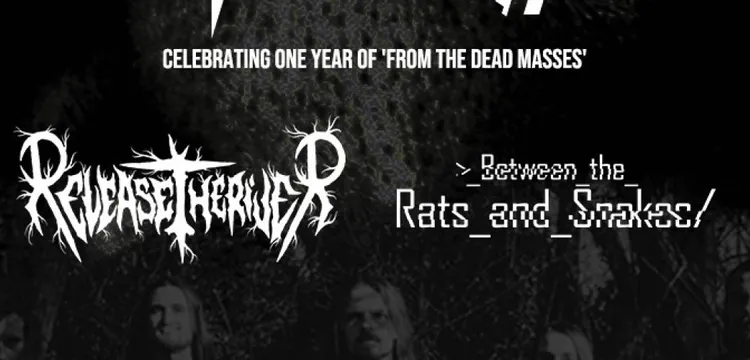 CELEBRATING ONE YEAR OF 'FROM THE DEAD MASSES'
RELEASETHERIVER
>_Between_the_
Rats_and_Snakes/